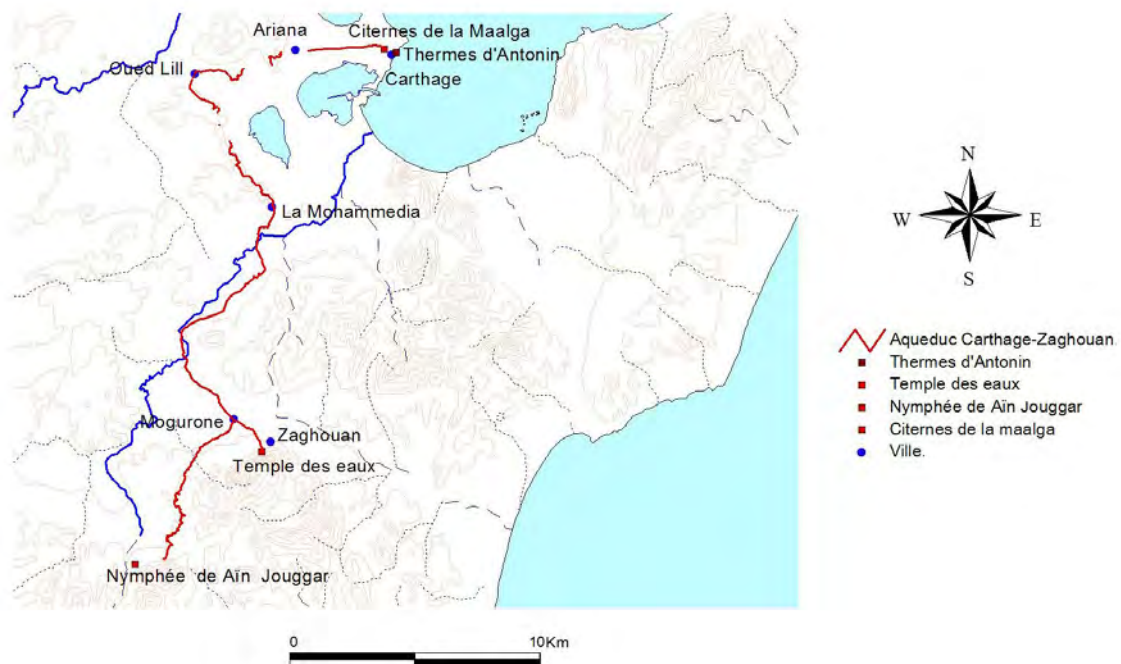 Ariana
Citernes de la Maalga
Oued Lill
Thermes d'Antonin
Carthage
La Mohammedia
Mogurone
Zaghouan
Temple des eaux
Nymphée de Aïn Jouggar
N
W
E
S
Aqueduc Carthage-Zaghouan
Thermes d'Antonin
Temple des eaux
Nymphée de Aïn Jouggar
Citernes de la maalga
Ville.
0 10Km